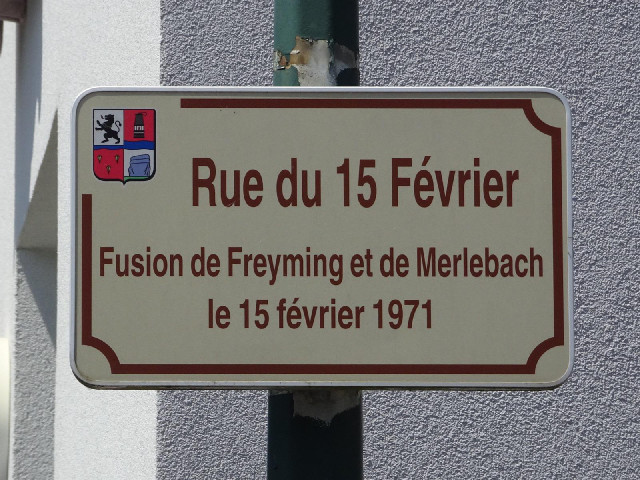 Rue du 15 Février
Fusion de Freyming et de Merlebach
le 15 février 1971